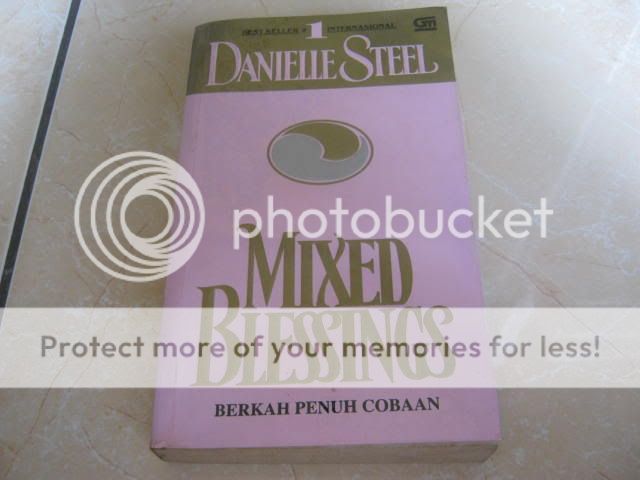 BEST SELLER # 1 INTERNASIONAL
GM
DANIELLE STEEL
photobucket
MIXED
BLESSINGS
Protect more of your memories for less!
BERKAH PENUH COBAAN